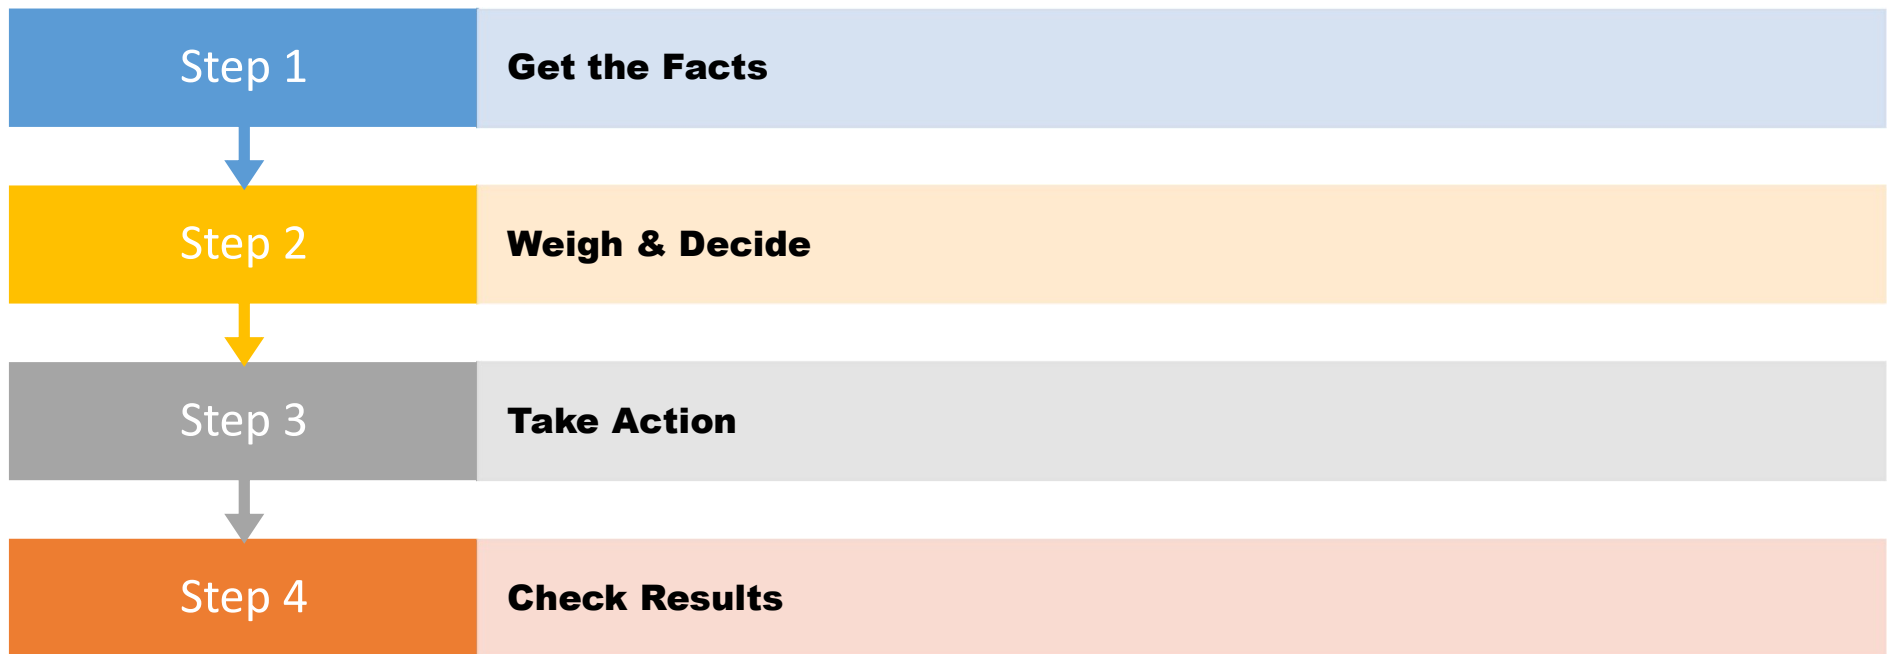 Step 1
Get the Facts
Step 2
Weigh & Decide
Step 3
Take Action
Step 4
Check Results